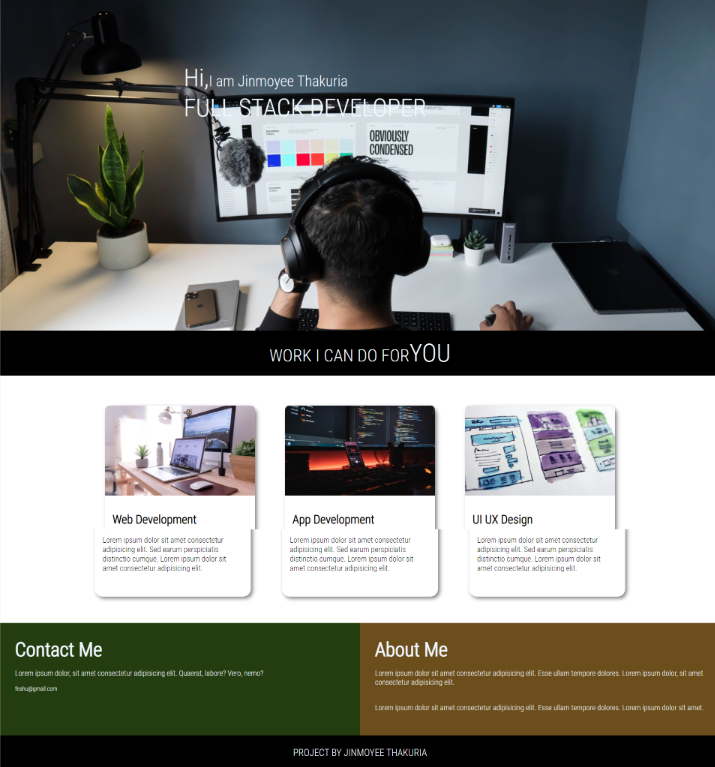 Hi,I am Jinmoyee Thakuria
FULL STACK DEVELOPER
OBVIOUSLY
CONDENSED
WORK I CAN DO FORYOU
Web Development
Lorem ipsum dolor sit amet consectetur
adipisicing elit. Sed earum perspiciatis
distinctio cumque. Lorem ipsum dolor sit
amet consectetur adipisicing elit.
App Development
Lorem ipsum dolor sit amet consectetur
adipisicing elit. Sed earum perspiciatis
distinctio cumque. Lorem ipsum dolor sit
amet consectetur adipisicing elit.
UI UX Design
Lorem ipsum dolor sit amet consectetur
adipisicing elit. Sed earum perspiciatis
distinctio cumque. Lorem ipsum dolor sit
amet consectetur adipisicing elit.
Contact Me
Lorem ipsum dolor, sit amet consectetur adipisicing elit. Quaerat, labore? Vero, nemo?
About Me
Lorem ipsum dolor sit amet consectetur adipisicing elit. Esse ullam tempore dolores. Lorem ipsum dolor, sit amet
consectetur adipisicing elit.
Lorem ipsum dolor sit amet consectetur adipisicing elit. Esse ullam tempore dolores. Lorem ipsum dolor sit amet.
PROJECT BY JINMOYEE THAKURIA